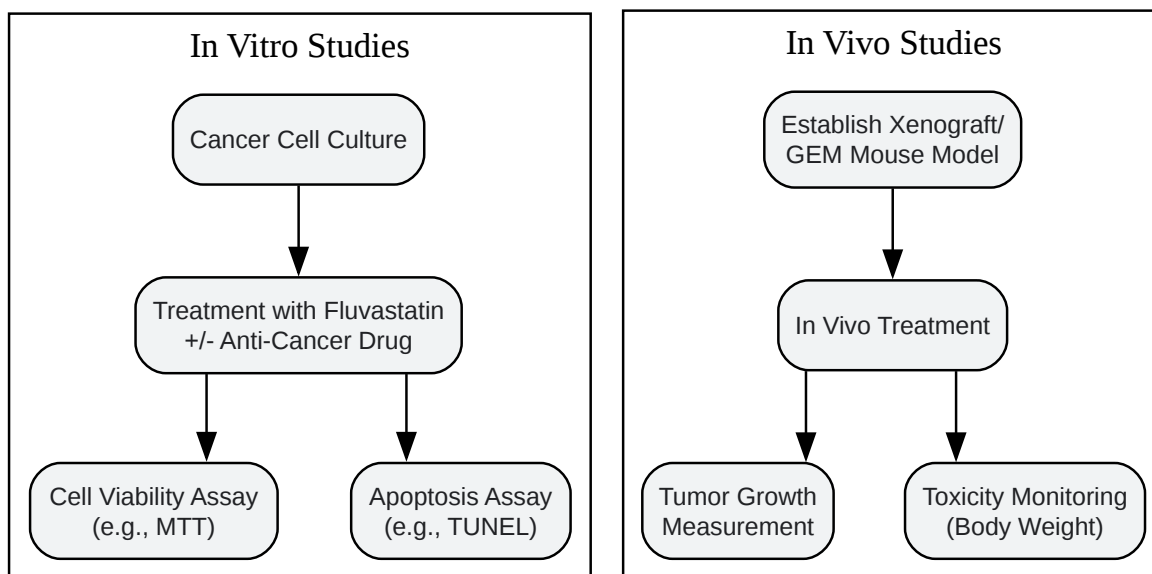 In Vitro Studies
Cancer Cell Culture
Treatment with Fluvastatin
+/- Anti-Cancer Drug
Cell Viability Assay
(e.g., MTT)
Apoptosis Assay
(e.g., TUNEL)
In Vivo Studies
Establish Xenograft/
GEM Mouse Model
In Vivo Treatment
Tumor Growth
Measurement
Toxicity Monitoring
(Body Weight)